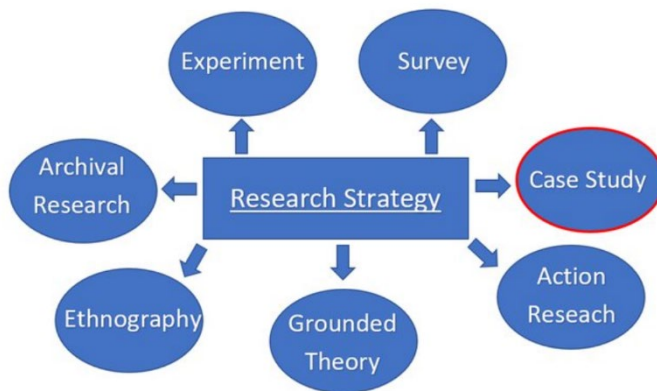 Experiment
Survey
Archival
Research
Research Strategy
Case Study
Ethnography
Grounded
Theory
Action
Reseach